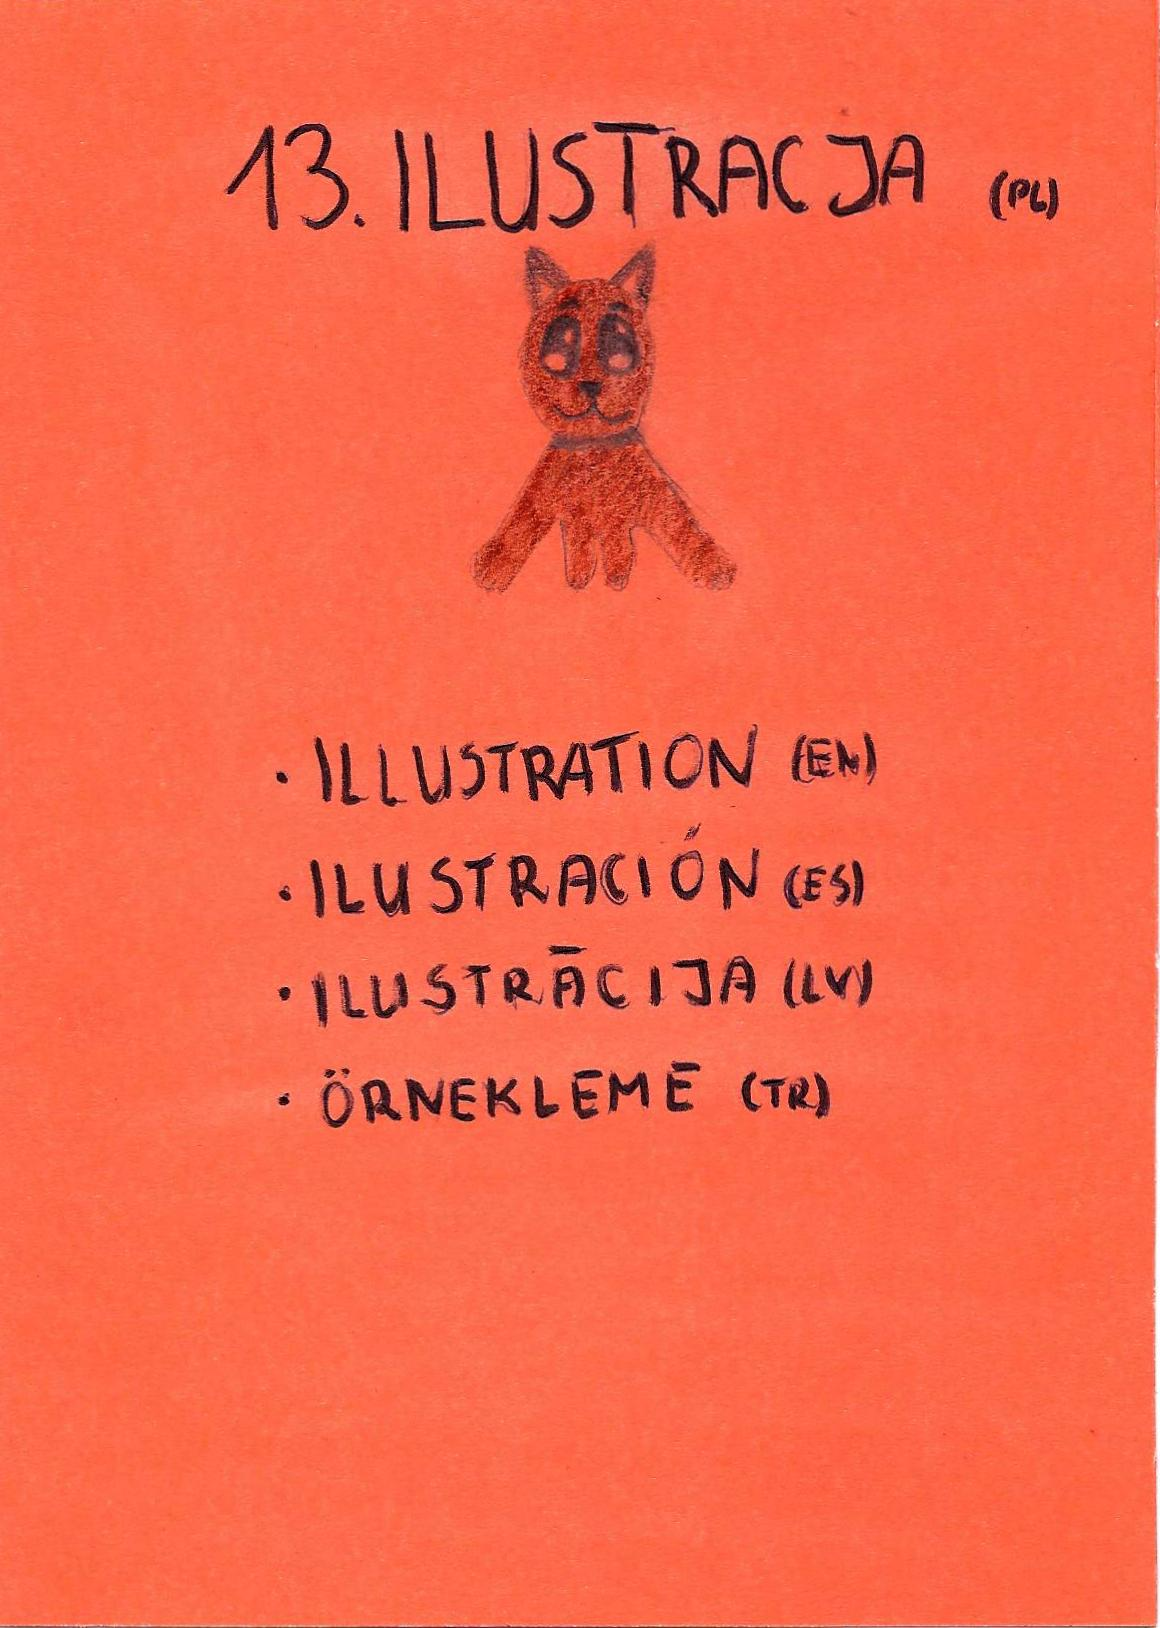 13. ILUSTRACJA (PL)
· ILLUSTRATION (EN)
· ILUSTRACIÓN (ES)
· ILUSTRĀCIJA (LV)
· ÖRNEKLEME (TR)